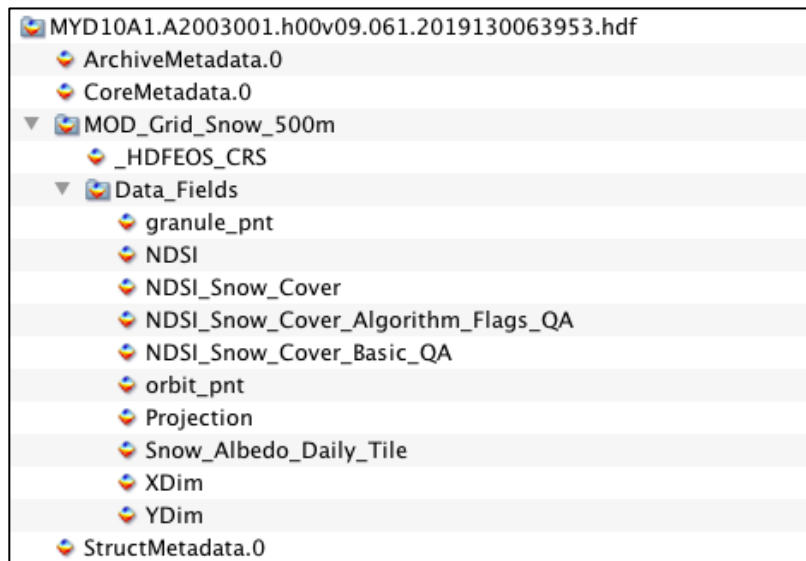 MYD10A1.A2003001.h00v09.061.2019130063953.hdf
ArchiveMetadata.0
CoreMetadata.0
MOD_Grid_Snow_500m
_HDFEOS_CRS
Data_Fields
granule_pnt
NDSI
NDSI_Snow_Cover
NDSI_Snow_Cover_Algorithm_Flags_QA
NDSI_Snow_Cover_Basic_QA
orbit_pnt
Projection
Snow_Albedo_Daily_Tile
XDim
YDim
StructMetadata.0